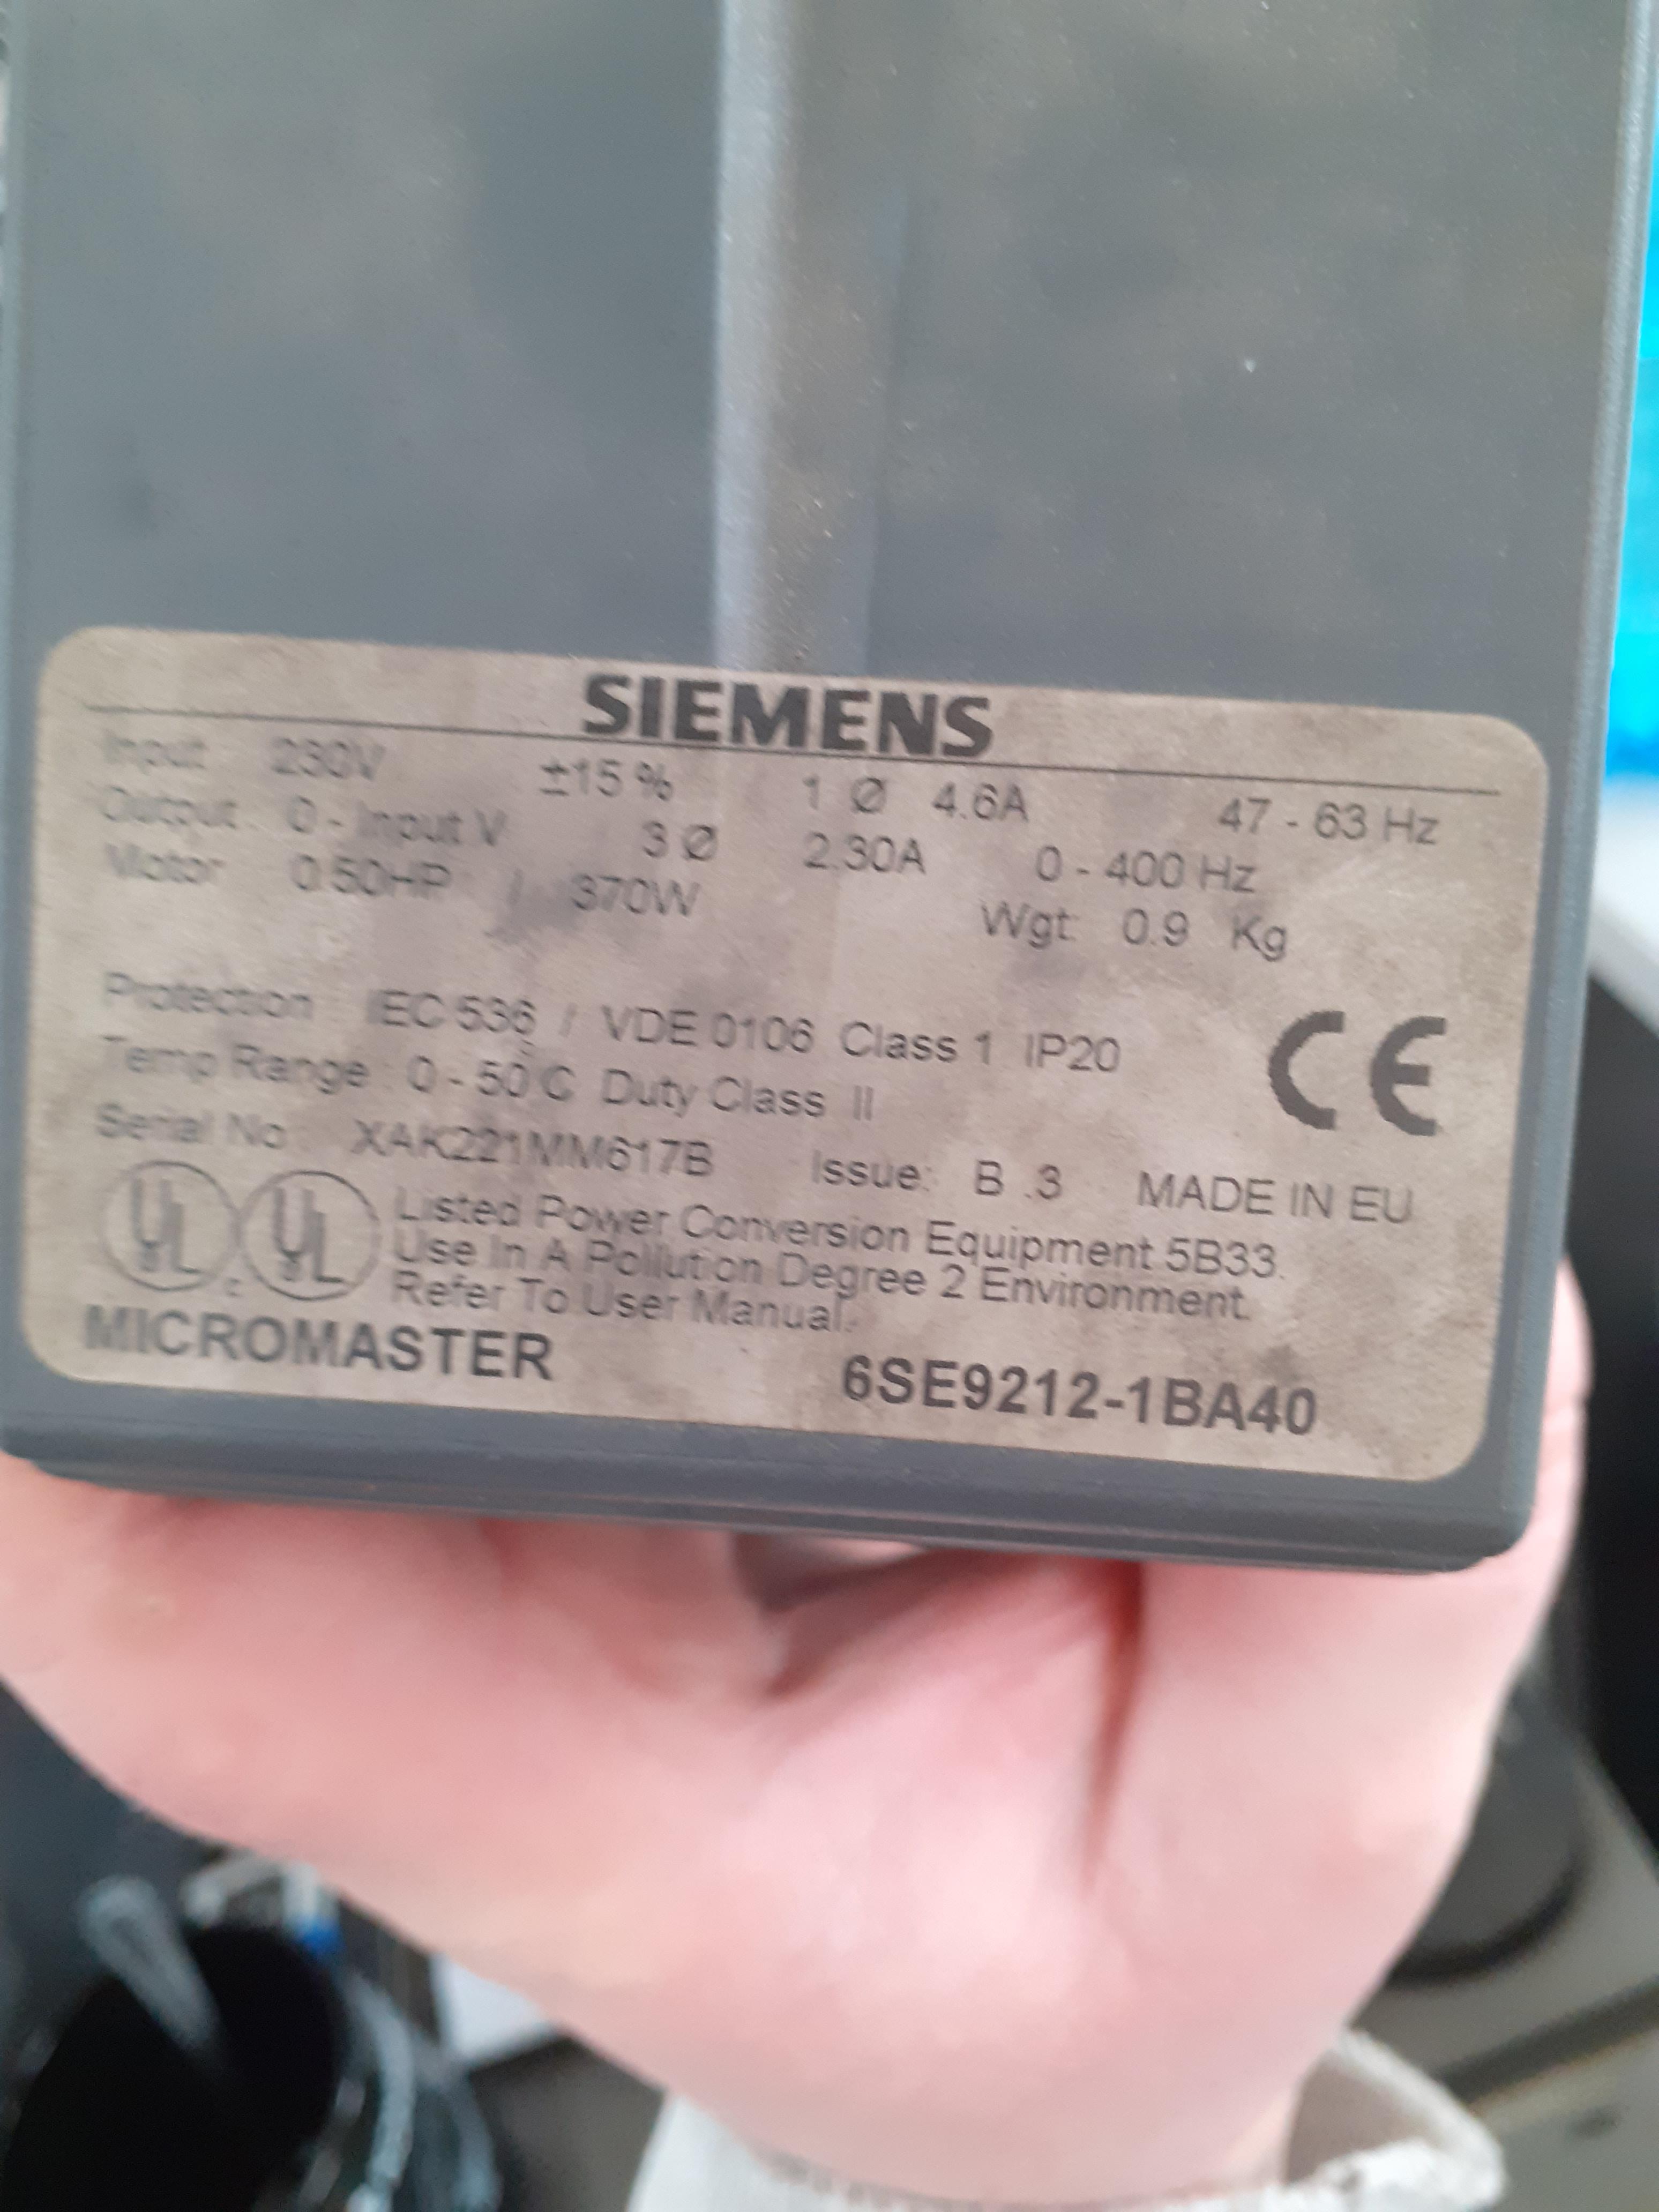 SIEMENS
Input 230V ±15 % 1 Ø 4.6A 47 - 63 Hz
Output 0 - Input V 3 Ø 2.30A 0 - 400 Hz
Motor 0.50HP / 370W Wgt: 0.9 Kg
Protection IEC 536 / VDE 0106 Class 1 IP20
CE
Temp Range 0 - 50 C Duty Class II
Serial No XAK221MM617B Issue: B .3 MADE IN EU
UL c UL
Listed Power Conversion Equipment 5B33.
Use In A Pollution Degree 2 Environment.
Refer To User Manual.
MICROMASTER 6SE9212-1BA40